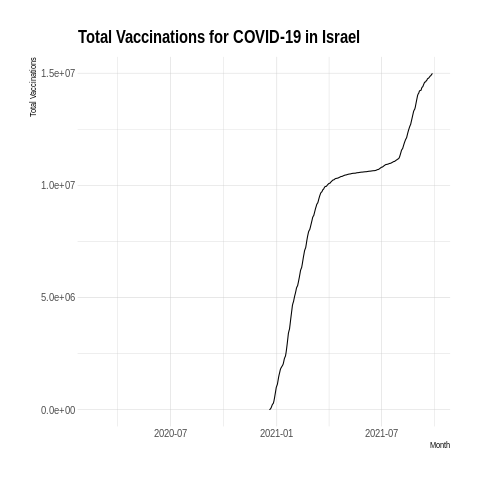 Total Vaccinations for COVID-19 in Israel
Total Vaccinations
1.5e+07
1.0e+07
5.0e+06
0.0e+00
2020-07
2021-01
2021-07
Month